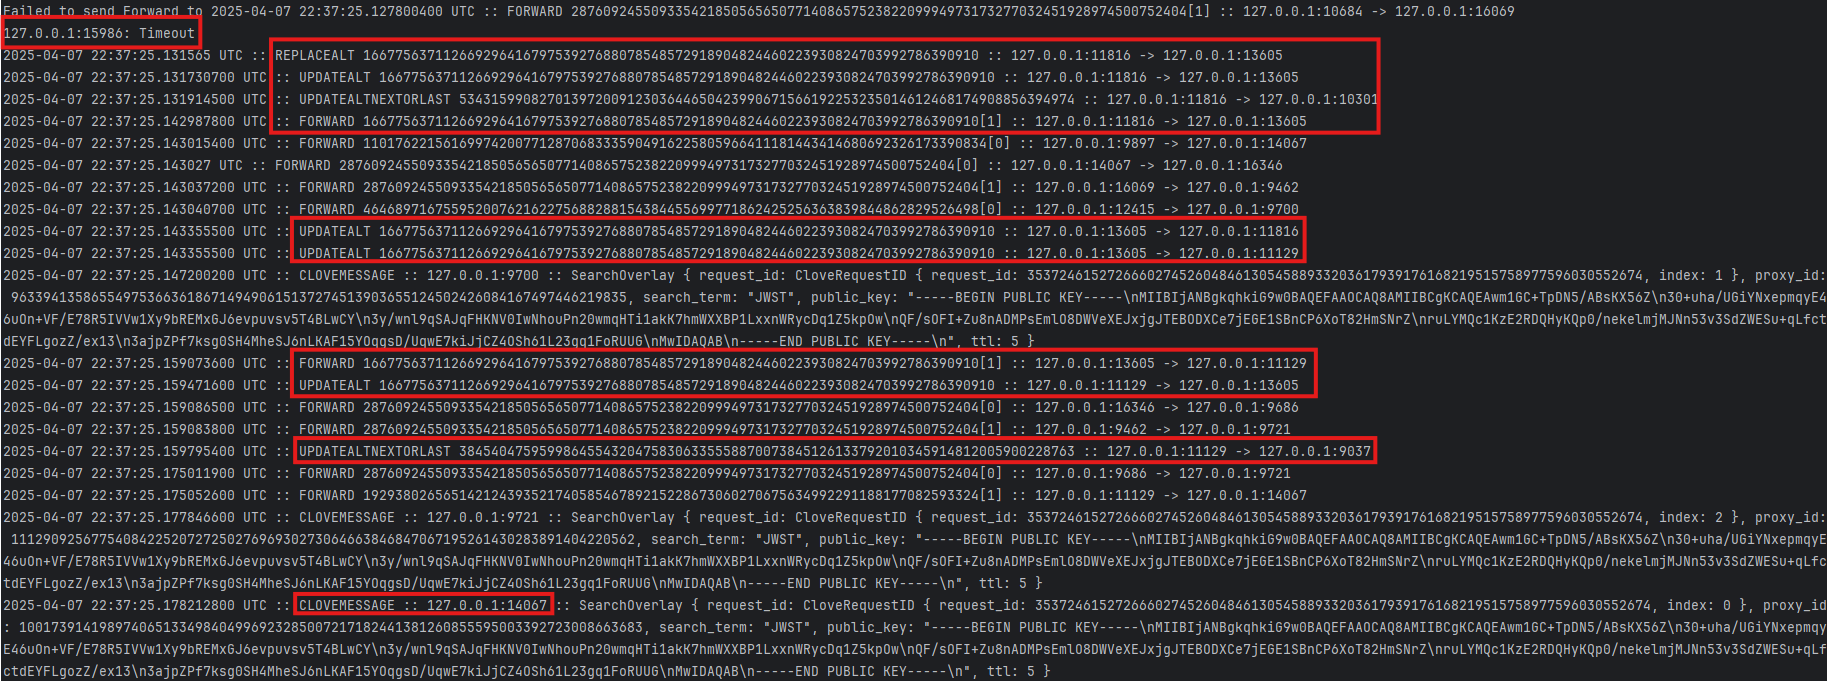 Failed to send Forward to 2025-04-07 22:37:25.127800400 UTC :: FORWARD 28760924550933542185056565077140865752382209994973173277032451928974500752404[1] :: 127.0.0.1:10684 -> 127.0.0.1:16069
127.0.0.1:15986: Timeout
2025-04-07 22:37:25.131565 UTC :: REPLACEALT 16677563711266929641679753927688078548572918904824460223930824703992786390910 :: 127.0.0.1:11816 -> 127.0.0.1:13605
2025-04-07 22:37:25.131730700 UTC :: UPDATEALT 16677563711266929641679753927688078548572918904824460223930824703992786390910 :: 127.0.0.1:11816 -> 127.0.0.1:13605
2025-04-07 22:37:25.131914500 UTC :: UPDATEALTNEXTORLAST 53431599082701397200912303644650423990671566192253235014612468174908856394974 :: 127.0.0.1:11816 -> 127.0.0.1:10301
2025-04-07 22:37:25.142987800 UTC :: FORWARD 16677563711266929641679753927688078548572918904824460223930824703992786390910[1] :: 127.0.0.1:11816 -> 127.0.0.1:13605
2025-04-07 22:37:25.143015400 UTC :: FORWARD 11017622156169974200771287068333590491622580596641118144341468069232617339083​4[0] :: 127.0.0.1:9897 -> 127.0.0.1:14067
2025-04-07 22:37:25.143027 UTC :: FORWARD 28760924550933542185056565077140865752382209994973173277032451928974500752404[0] :: 127.0.0.1:14067 -> 127.0.0.1:16346
2025-04-07 22:37:25.143037200 UTC :: FORWARD 28760924550933542185056565077140865752382209994973173277032451928974500752404[1] :: 127.0.0.1:16069 -> 127.0.0.1:9462
2025-04-07 22:37:25.143040700 UTC :: FORWARD 46468971675595200762162275688288154384455699771862425256363839844862829526498[0] :: 127.0.0.1:12415 -> 127.0.0.1:9700
2025-04-07 22:37:25.143355500 UTC :: UPDATEALT 16677563711266929641679753927688078548572918904824460223930824703992786390910 :: 127.0.0.1:13605 -> 127.0.0.1:11816
2025-04-07 22:37:25.143355500 UTC :: UPDATEALT 16677563711266929641679753927688078548572918904824460223930824703992786390910 :: 127.0.0.1:13605 -> 127.0.0.1:11129
2025-04-07 22:37:25.147200200 UTC :: CLOVEMESSAGE :: 127.0.0.1:9700 :: SearchOverlay { request_id: CloveRequestID { request_id: 35372461527266602745260484613054588933203617939176168219515758977596030552674, index: 1 }, proxy_id:
96339413586554975366361867149490615137274513903655124502426084167497446219835, search_term: "JWST", public_key: "-----BEGIN PUBLIC KEY-----\nMIIBIjANBgkqhkiG9w0BAQEFAAOCAQ8AMIIBCgKCAQEAwm1GC+TpDN5/ABsKX56Z\n30+uha/UGiYNxepmqyE4
6uOn+VF/E78R5IVVw1Xy9bREMxGJ6evpuvsv5T4BLwCY\n3y/wnl9qSAJqFHKNV0IwNhouPn20wmqHTi1akK7hmWXXBP1LxxnWRycDq1Z5kpOw\nQF/sOFI+Zu8nADMPsEmlO8DWVeXEJxjgJTEBODXCe7jEGE1SBnCP6XoT82HmSNrZ\nruLYMQc1KzE2RDQHyKQp0/nekelmjMJNn53v3SdZWESu+qLfct
dEYFLgozZ/ex13\n3ajpZPf7ksg0SH4MheSJ6nLKAF15YOqgsD/UqwE7kiJjCZ4OSh61L23gq1FoRUUG\nMwIDAQAB\n-----END PUBLIC KEY-----\n", ttl: 5 }
2025-04-07 22:37:25.159073600 UTC :: FORWARD 16677563711266929641679753927688078548572918904824460223930824703992786390910[1] :: 127.0.0.1:13605 -> 127.0.0.1:11129
2025-04-07 22:37:25.159471600 UTC :: UPDATEALT 16677563711266929641679753927688078548572918904824460223930824703992786390910 :: 127.0.0.1:11129 -> 127.0.0.1:13605
2025-04-07 22:37:25.159086500 UTC :: FORWARD 28760924550933542185056565077140865752382209994973173277032451928974500752404[0] :: 127.0.0.1:16346 -> 127.0.0.1:9686
2025-04-07 22:37:25.159083800 UTC :: FORWARD 28760924550933542185056565077140865752382209994973173277032451928974500752404[1] :: 127.0.0.1:9462 -> 127.0.0.1:9721
2025-04-07 22:37:25.159795400 UTC :: UPDATEALTNEXTORLAST 38454047595998645543204758306335558870073845126133792010345914812005900228763 :: 127.0.0.1:11129 -> 127.0.0.1:9037
2025-04-07 22:37:25.175011900 UTC :: FORWARD 28760924550933542185056565077140865752382209994973173277032451928974500752404[0] :: 127.0.0.1:9686 -> 127.0.0.1:9721
2025-04-07 22:37:25.175052600 UTC :: FORWARD 19293802656514212439352174058546789215228673060270675634992291188177082593324[1] :: 127.0.0.1:11129 -> 127.0.0.1:14067
2025-04-07 22:37:25.177846600 UTC :: CLOVEMESSAGE :: 127.0.0.1:9721 :: SearchOverlay { request_id: CloveRequestID { request_id: 35372461527266602745260484613054588933203617939176168219515758977596030552674, index: 2 }, proxy_id:
111290925677540842252072725027696930273064663846847067195261430283891404220562, search_term: "JWST", public_key: "-----BEGIN PUBLIC KEY-----\nMIIBIjANBgkqhkiG9w0BAQEFAAOCAQ8AMIIBCgKCAQEAwm1GC+TpDN5/ABsKX56Z\n30+uha/UGiYNxepmqyE
46uOn+VF/E78R5IVVw1Xy9bREMxGJ6evpuvsv5T4BLwCY\n3y/wnl9qSAJqFHKNV0IwNhouPn20wmqHTi1akK7hmWXXBP1LxxnWRycDq1Z5kpOw\nQF/sOFI+Zu8nADMPsEmlO8DWVeXEJxjgJTEBODXCe7jEGE1SBnCP6XoT82HmSNrZ\nruLYMQc1KzE2RDQHyKQp0/nekelmjMJNn53v3SdZWESu+qLfc
tdEYFLgozZ/ex13\n3ajpZPf7ksg0SH4MheSJ6nLKAF15YOqgsD/UqwE7kiJjCZ4OSh61L23gq1FoRUUG\nMwIDAQAB\n-----END PUBLIC KEY-----\n", ttl: 5 }
2025-04-07 22:37:25.178212800 UTC :: CLOVEMESSAGE :: 127.0.0.1:14067 :: SearchOverlay { request_id: CloveRequestID { request_id: 35372461527266602745260484613054588933203617939176168219515758977596030552674, index: 0 }, proxy_id
: 100173914198974065133498404996923285007217182441381260855595003392723008663683, search_term: "JWST", public_key: "-----BEGIN PUBLIC KEY-----\nMIIBIjANBgkqhkiG9w0BAQEFAAOCAQ8AMIIBCgKCAQEAwm1GC+TpDN5/ABsKX56Z\n30+uha/UGiYNxepmqy
E46uOn+VF/E78R5IVVw1Xy9bREMxGJ6evpuvsv5T4BLwCY\n3y/wnl9qSAJqFHKNV0IwNhouPn20wmqHTi1akK7hmWXXBP1LxxnWRycDq1Z5kpOw\nQF/sOFI+Zu8nADMPsEmlO8DWVeXEJxjgJTEBODXCe7jEGE1SBnCP6XoT82HmSNrZ\nruLYMQc1KzE2RDQHyKQp0/nekelmjMJNn53v3SdZWESu+qLf
ctdEYFLgozZ/ex13\n3ajpZPf7ksg0SH4MheSJ6nLKAF15YOqgsD/UqwE7kiJjCZ4OSh61L23gq1FoRUUG\nMwIDAQAB\n-----END PUBLIC KEY-----\n", ttl: 5 }